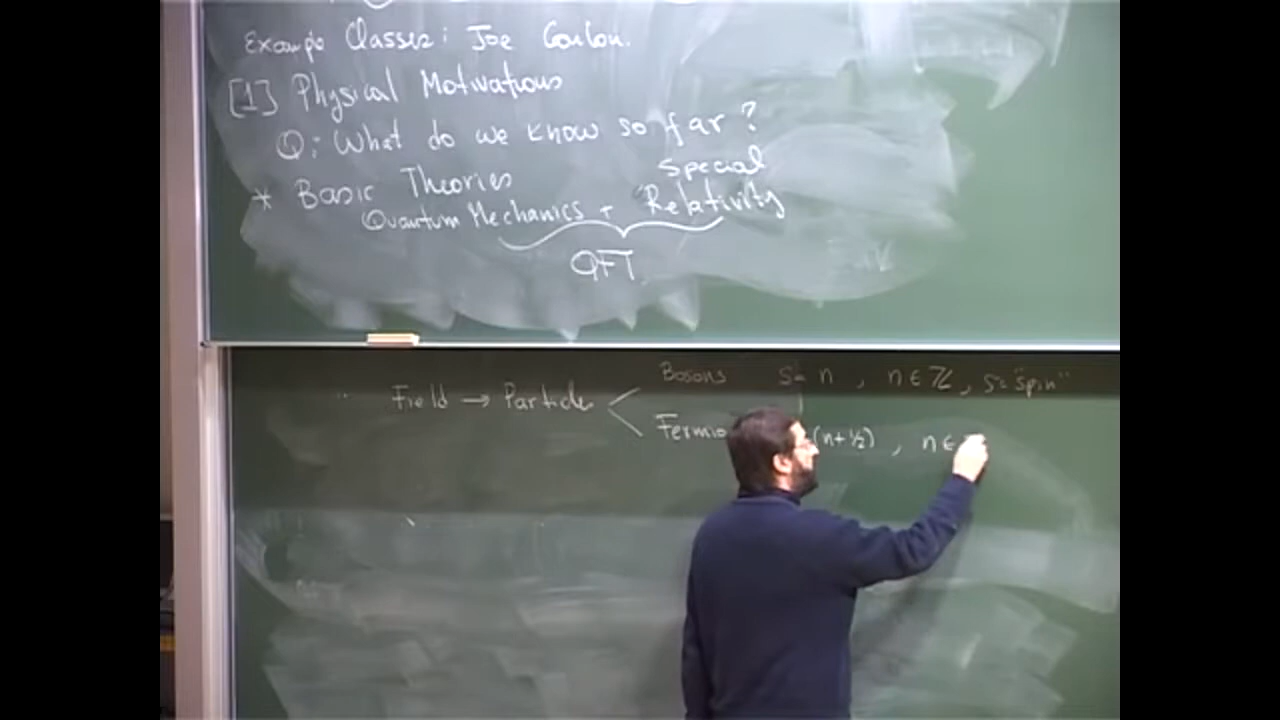 Example Classes: Joe Conlon.
[1] Physical Motivations
Q: What do we know so far?
* Basic Theories
Quantum Mechanics + Special Relativity
QFT
Field → Particle
Bosons s= n , n ∈ ℤ , s="spin"
Fermio (n+½) , n ∈